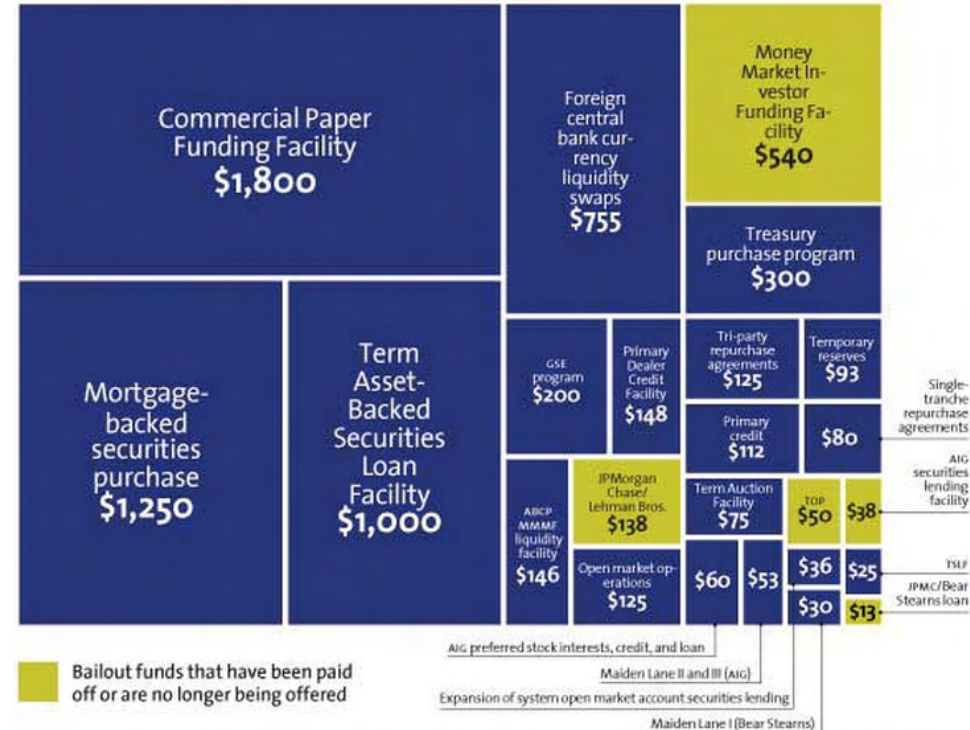 Commercial Paper
Funding Facility
$1,800
Foreign
central
bank cur-
rency
liquidity
swaps
$755
Money
Market In-
vestor
Funding Fa-
cility
$540
Treasury
purchase program
$300
Mortgage-
backed
securities
purchase
$1,250
Term
Asset-
Backed
Securities
Loan
Facility
$1,000
GSE
program
$200
Primary
Dealer
Credit
Facility
$148
Tri-party
repurchase
agreements
$125
Temporary
reserves
$93
Primary
credit
$112
$80
Single-
tranche
repurchase
agreements
ABCP
MMMF
liquidity
facility
$146
JPMorgan
Chase/
Lehman Bros.
$138
Open market op-
erations
$125
Term Auction
Facility
$75
TOP
$50
$38
AIG
securities
lending
facility
$60
$53
$36
$25
TSLF
$30
$13
JPMC/Bear
Stearns loan
AIG preferred stock interests, credit, and loan
Maiden Lane II and III (AIG)
Expansion of system open market account securities lending
Maiden Lane I (Bear Stearns)
Bailout funds that have been paid
off or are no longer being offered